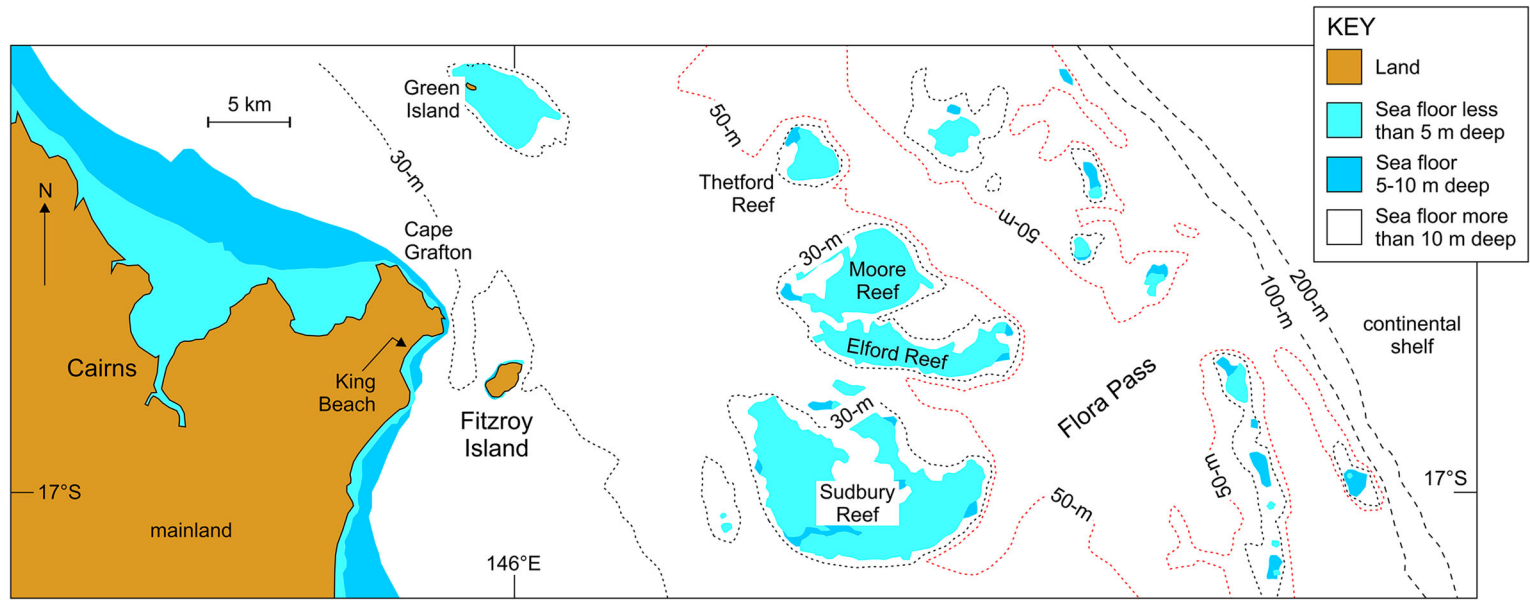 KEY
Land
Sea floor less
than 5 m deep
Sea floor
5-10 m deep
Sea floor more
than 10 m deep
Green
Island
5 km
50-m
30-m
N
Thetford
Reef
50-m
Cape
Grafton
30-m
Moore
Reef
200-m
100-m
continental
shelf
Elford Reef
Cairns
King
Beach
Flora Pass
30-m
Fitzroy
Island
50-m
17°S
17°S
Sudbury
Reef
50-m
mainland
146°E